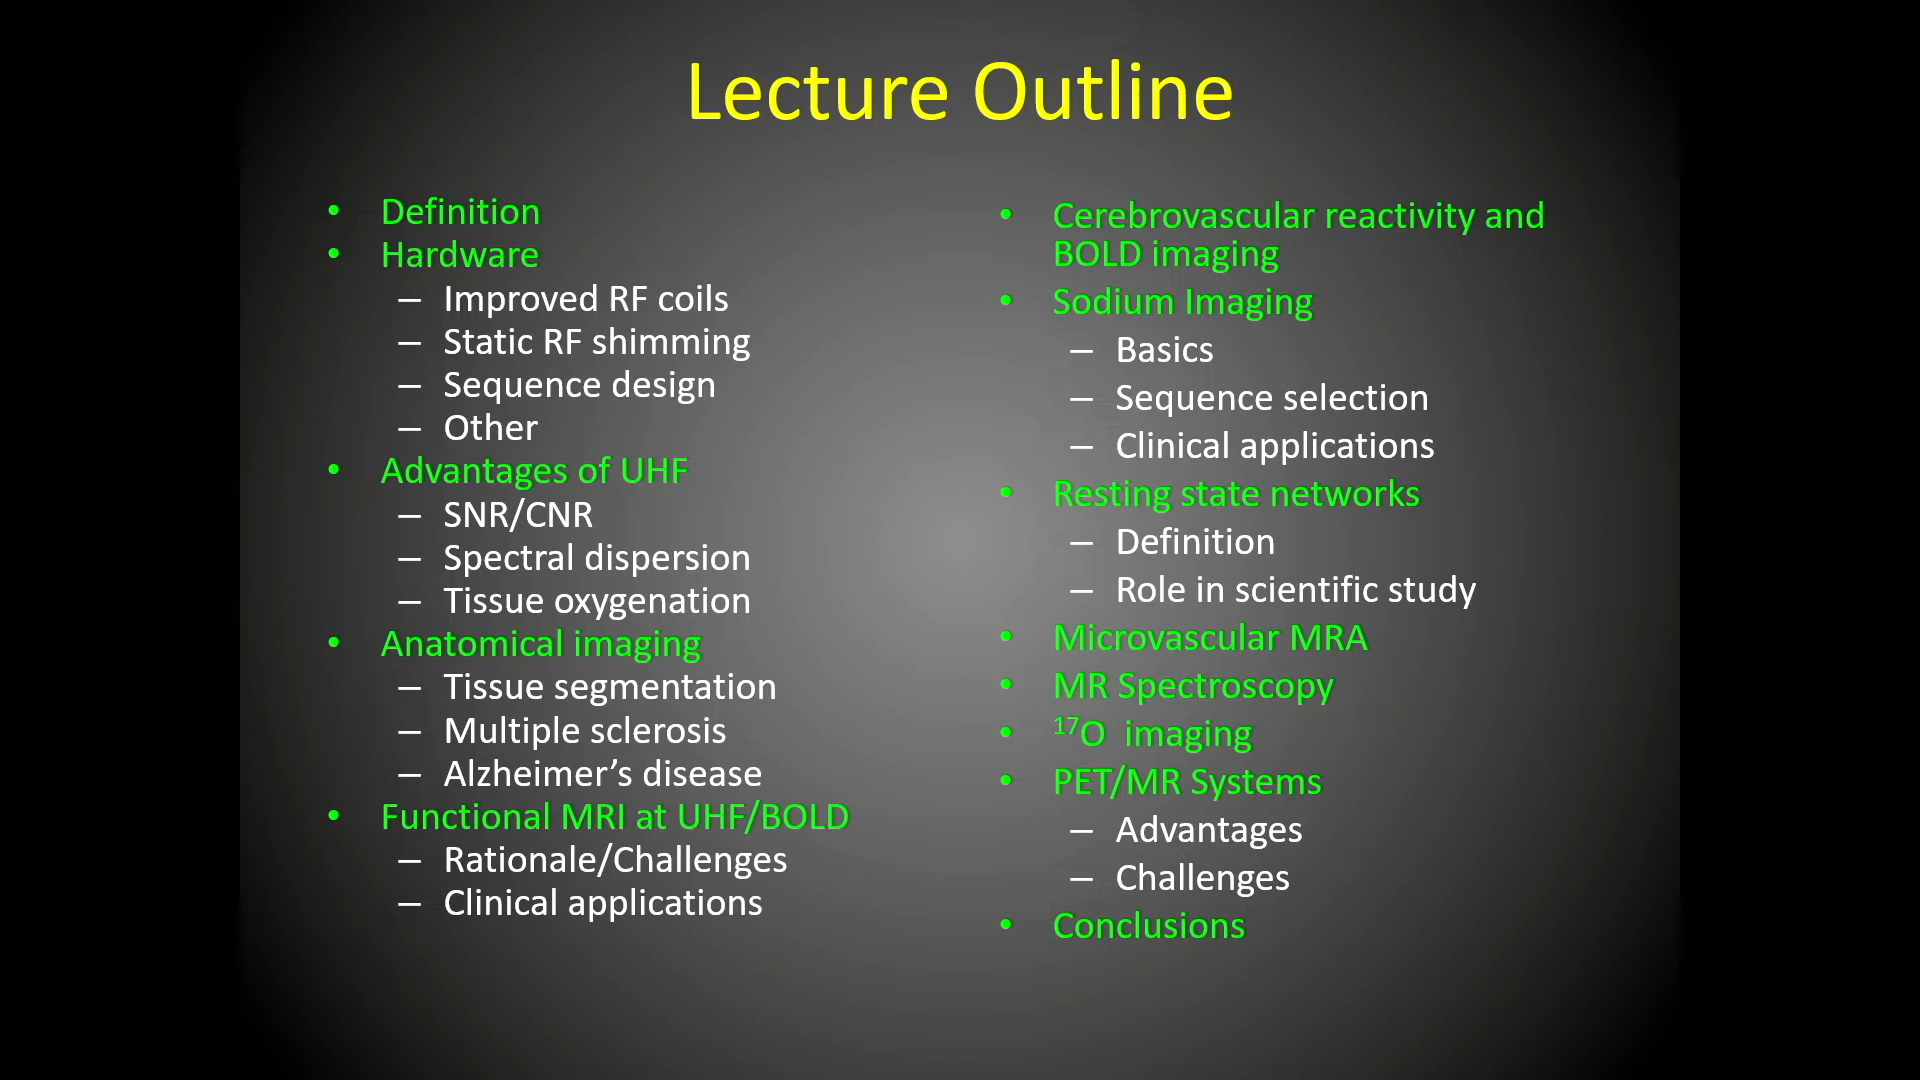 Lecture Outline
• Definition
• Hardware
– Improved RF coils
– Static RF shimming
– Sequence design
– Other
• Advantages of UHF
– SNR/CNR
– Spectral dispersion
– Tissue oxygenation
• Anatomical imaging
– Tissue segmentation
– Multiple sclerosis
– Alzheimer’s disease
• Functional MRI at UHF/BOLD
– Rationale/Challenges
– Clinical applications
• Cerebrovascular reactivity and
BOLD imaging
• Sodium Imaging
– Basics
– Sequence selection
– Clinical applications
• Resting state networks
– Definition
– Role in scientific study
• Microvascular MRA
• MR Spectroscopy
• ¹⁷O imaging
• PET/MR Systems
– Advantages
– Challenges
• Conclusions